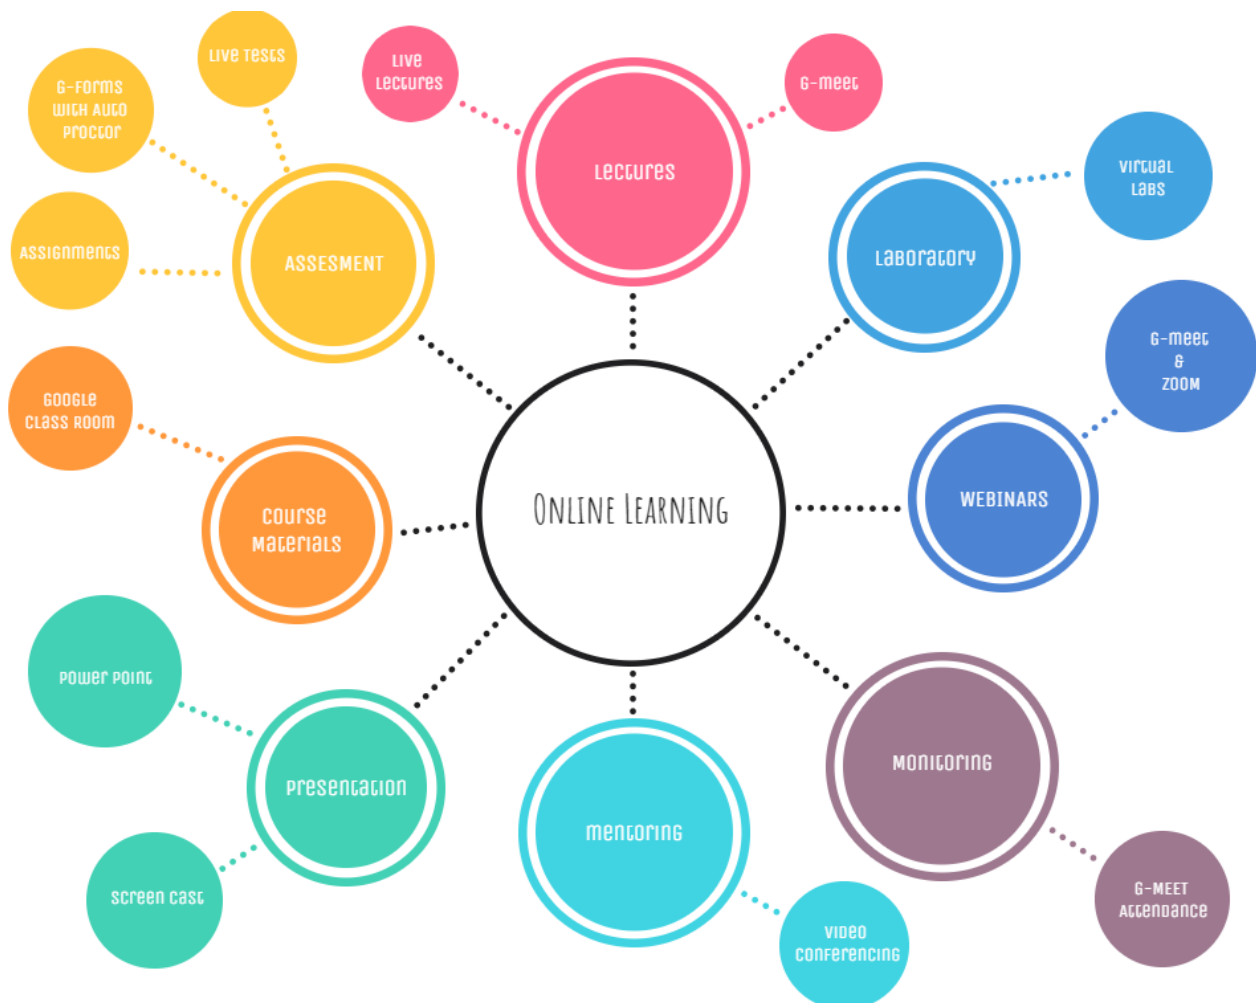 LIVE TESTS
LIVE
LECTURES
G-MEET
G-FORMS
WITH AUTO
PROCTOR
LECTURES
VIRTUAL
LABS
ASSIGNMENTS
ASSESMENT
LABORATORY
G-MEET
&
ZOOM
GOOGLE
CLASS ROOM
COURSE
MATERIALS
ONLINE LEARNING
WEBINARS
POWER POINT
PRESENTATION
MENTORING
MONITORING
SCREEN CAST
VIDEO
CONFERENCING
G-MEET
ATTENDANCE